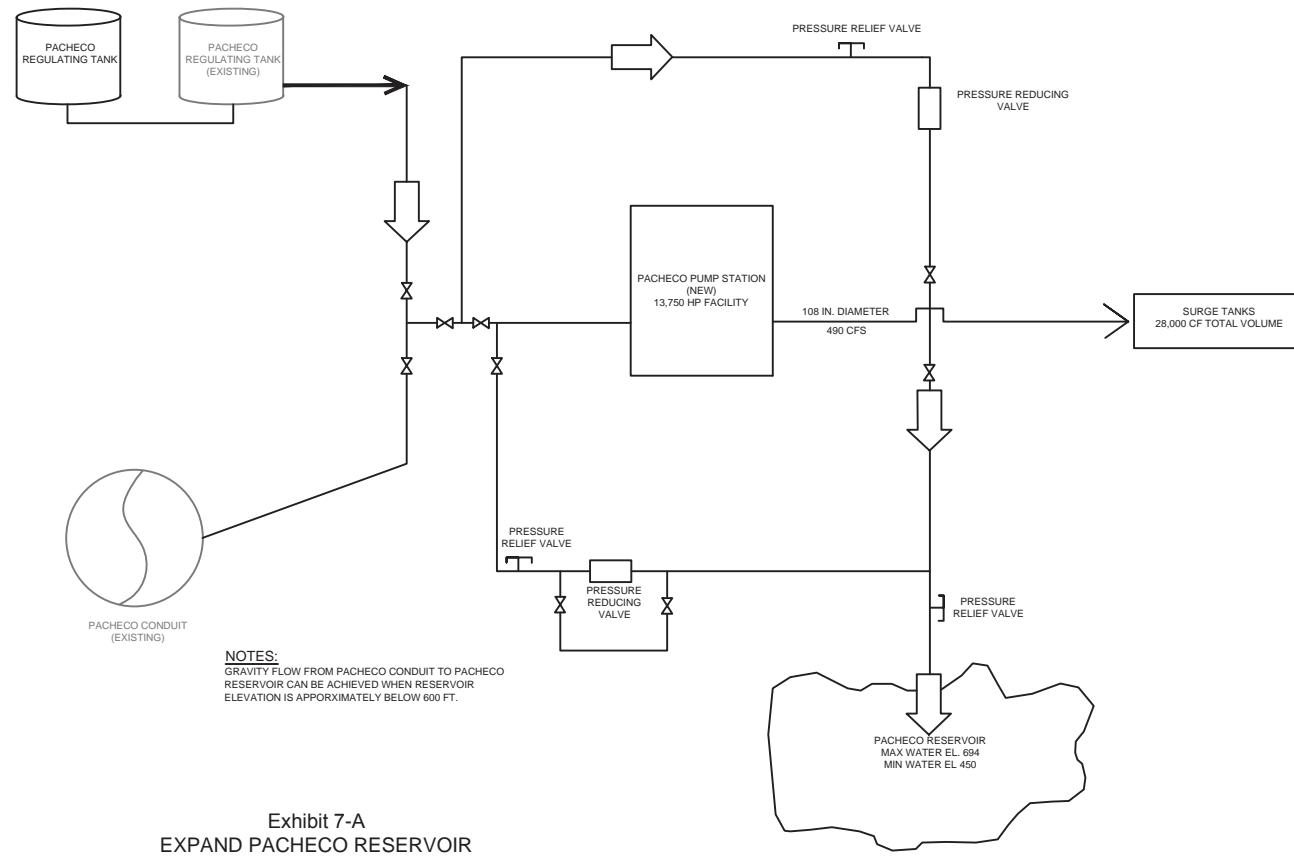 PACHECO
REGULATING TANK
PACHECO
REGULATING TANK
(EXISTING)
PRESSURE RELIEF VALVE
PRESSURE REDUCING
VALVE
PACHECO PUMP STATION
(NEW)
13,750 HP FACILITY
108 IN. DIAMETER
490 CFS
SURGE TANKS
28,000 CF TOTAL VOLUME
PRESSURE
RELIEF VALVE
PRESSURE
REDUCING
VALVE
PRESSURE
RELIEF VALVE
PACHECO CONDUIT
(EXISTING)
NOTES:
GRAVITY FLOW FROM PACHECO CONDUIT TO PACHECO
RESERVOIR CAN BE ACHIEVED WHEN RESERVOIR
ELEVATION IS APPORXIMATELY BELOW 600 FT.
PACHECO RESERVOIR
MAX WATER EL. 694
MIN WATER EL 450
Exhibit 7-A
EXPAND PACHECO RESERVOIR